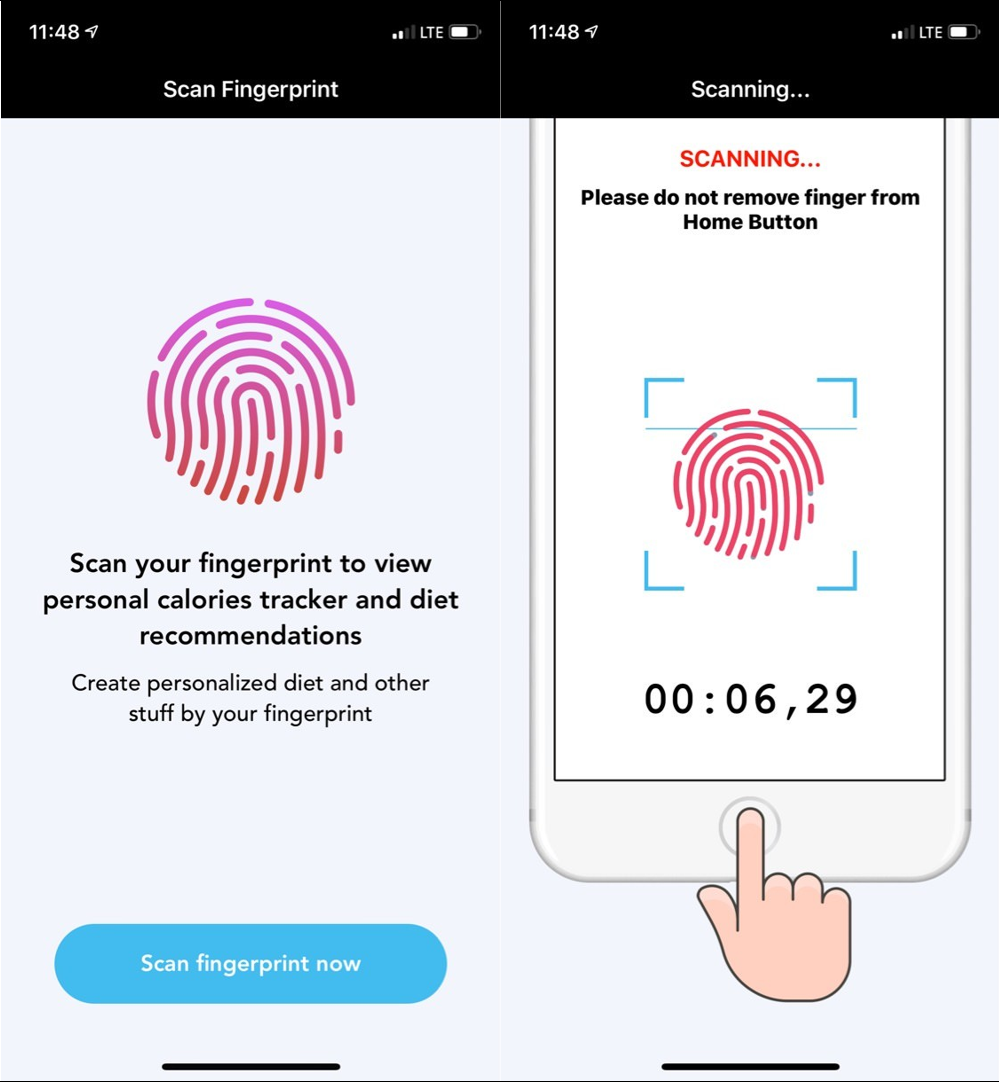 11:48
LTE
Scan Fingerprint
Scan your fingerprint to view
personal calories tracker and diet
recommendations
Create personalized diet and other
stuff by your fingerprint
Scan fingerprint now
11:48
LTE
Scanning...
SCANNING...
Please do not remove finger from
Home Button
00:06,29